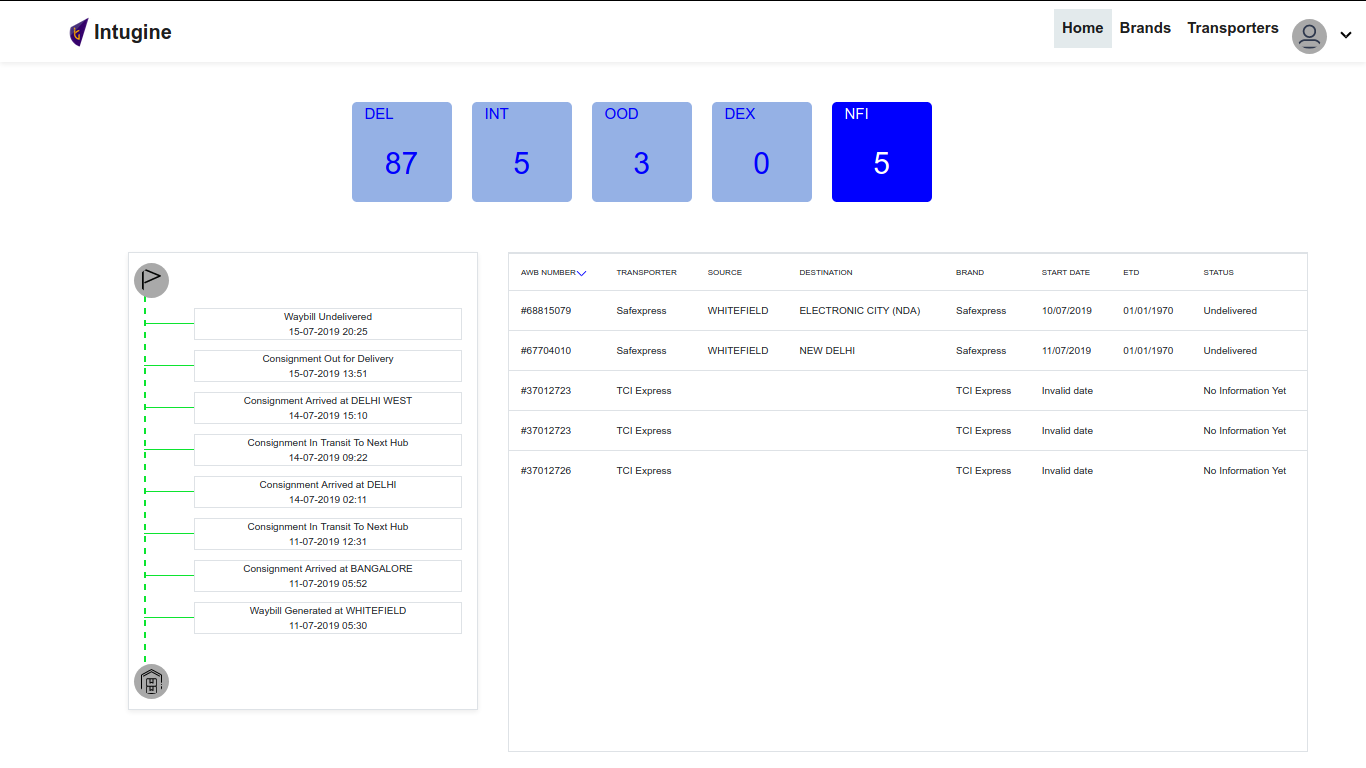 Intugine
Home Brands Transporters
DEL INT OOD DEX NFI
87 5 3 0 5
Waybill Undelivered
15-07-2019 20:25
Consignment Out for Delivery
15-07-2019 13:51
Consignment Arrived at DELHI WEST
14-07-2019 15:10
Consignment In Transit To Next Hub
14-07-2019 09:22
Consignment Arrived at DELHI
14-07-2019 02:11
Consignment In Transit To Next Hub
11-07-2019 12:31
Consignment Arrived at BANGALORE
11-07-2019 05:52
Waybill Generated at WHITEFIELD
11-07-2019 05:30
AWB NUMBER TRANSPORTER SOURCE DESTINATION BRAND START DATE ETD STATUS
#68815079 Safexpress WHITEFIELD ELECTRONIC CITY (NDA) Safexpress 10/07/2019 01/01/1970 Undelivered
#67704010 Safexpress WHITEFIELD NEW DELHI Safexpress 11/07/2019 01/01/1970 Undelivered
#37012723 TCI Express TCI Express Invalid date No Information Yet
#37012723 TCI Express TCI Express Invalid date No Information Yet
#37012726 TCI Express TCI Express Invalid date No Information Yet